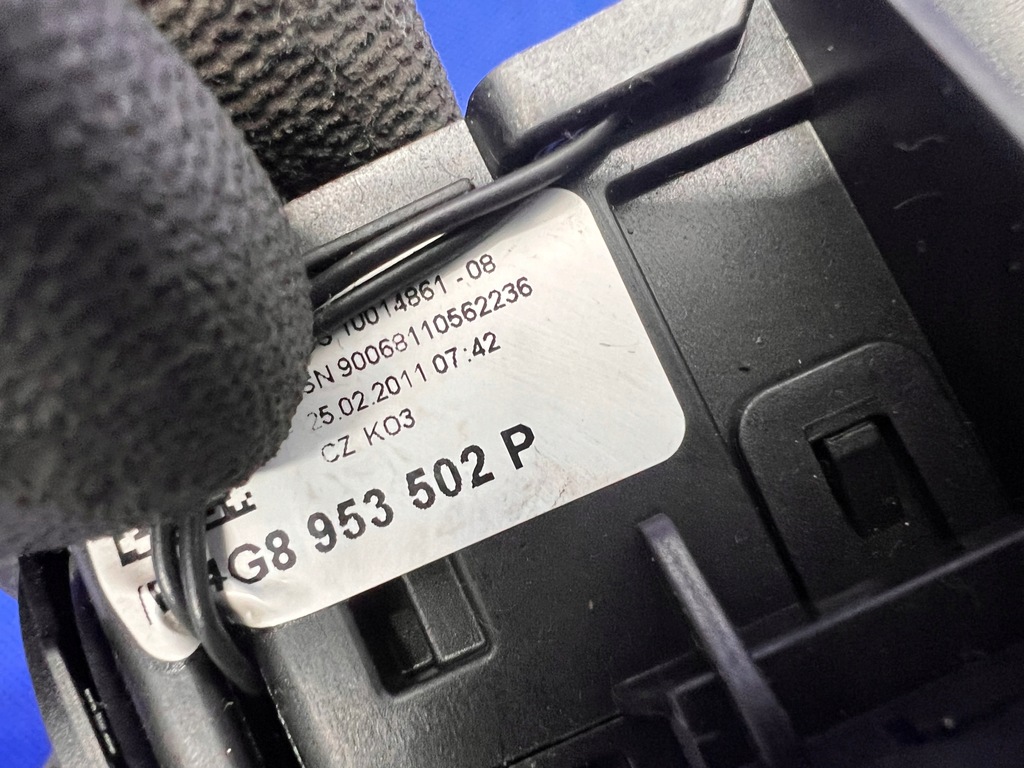 10014861 - 08
SN 90068110562236
25.02.2011 07:42
CZ K03
4G8 953 502 P